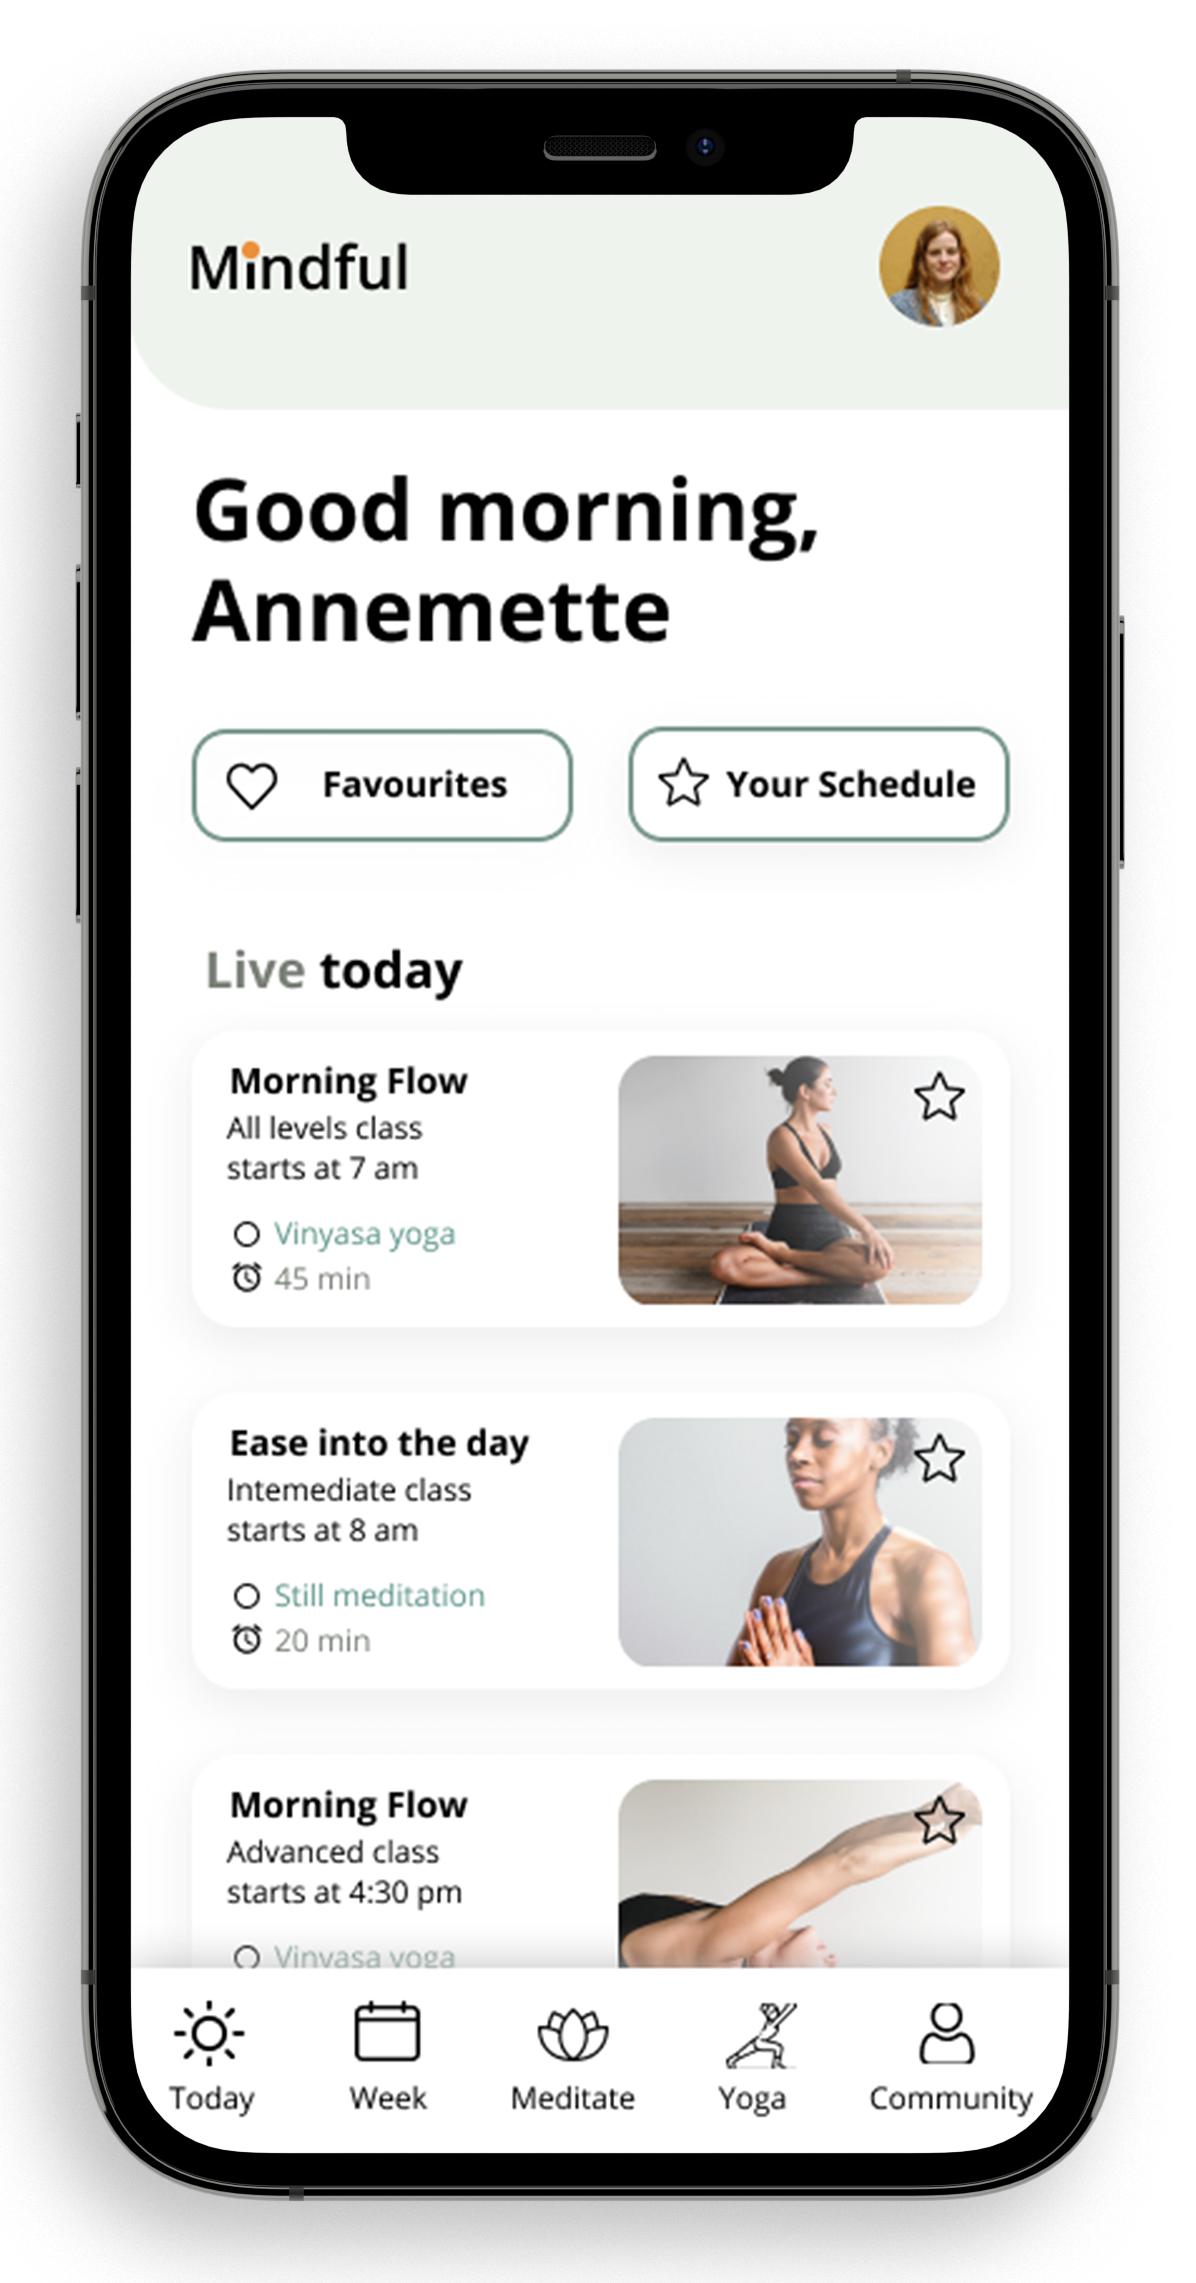 Mindful
Good morning,
Annemette
Favourites
Your Schedule
Live today
Morning Flow
All levels class
starts at 7 am
Vinyasa yoga
45 min
Ease into the day
Intemediate class
starts at 8 am
Still meditation
20 min
Morning Flow
Advanced class
starts at 4:30 pm
Vinyasa yoga
Today
Week
Meditate
Yoga
Community